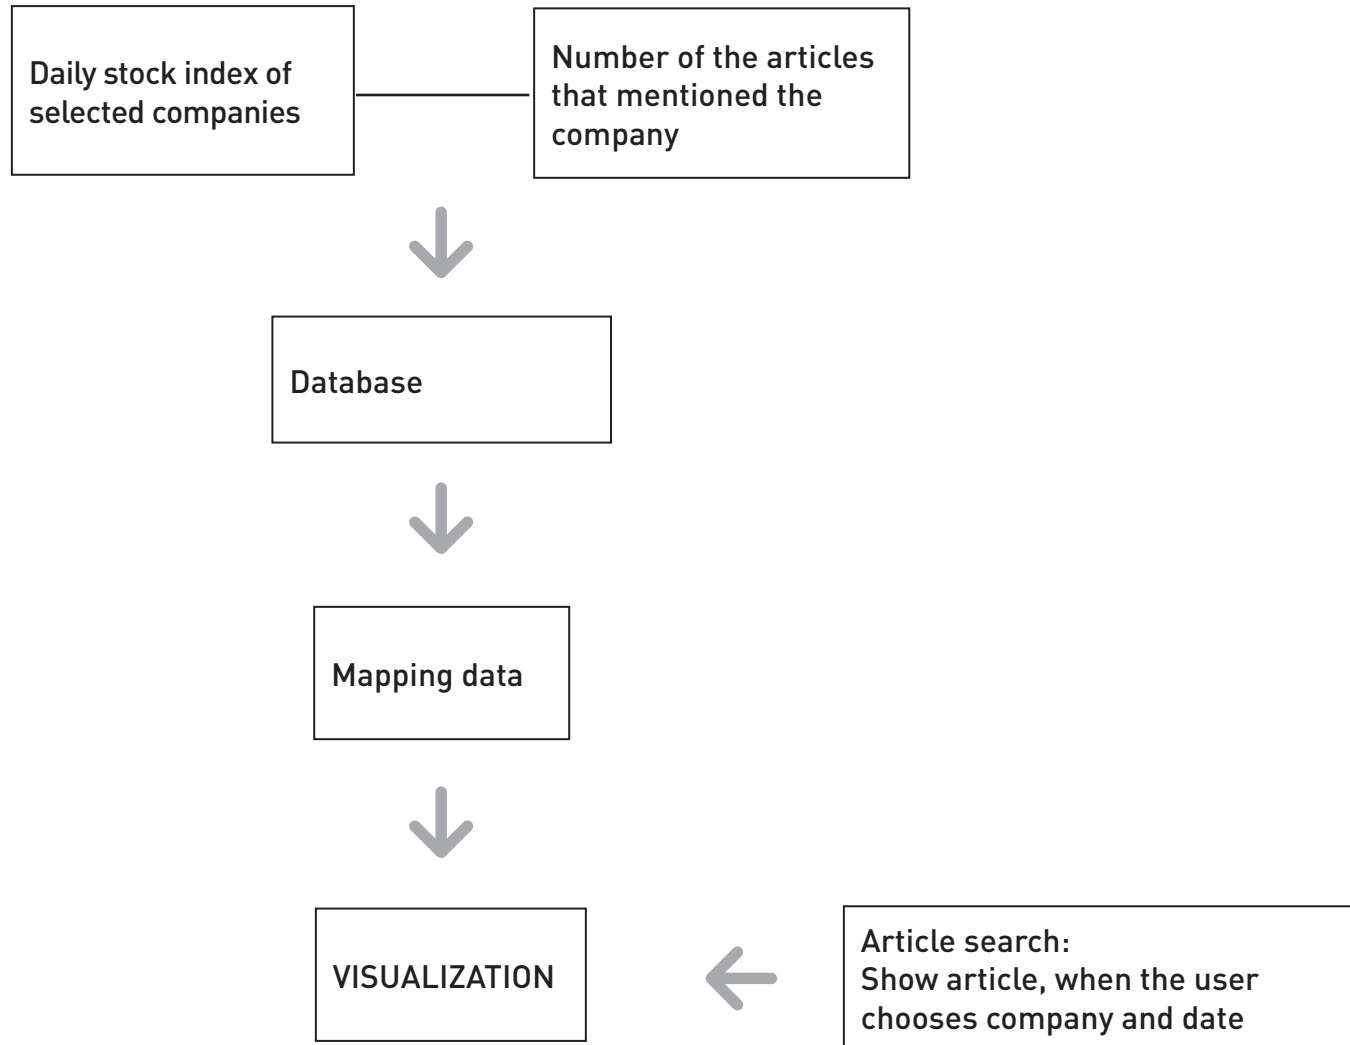 Daily stock index of
selected companies
Number of the articles
that mentioned the
company
Database
Mapping data
VISUALIZATION
Article search:
Show article, when the user
chooses company and date